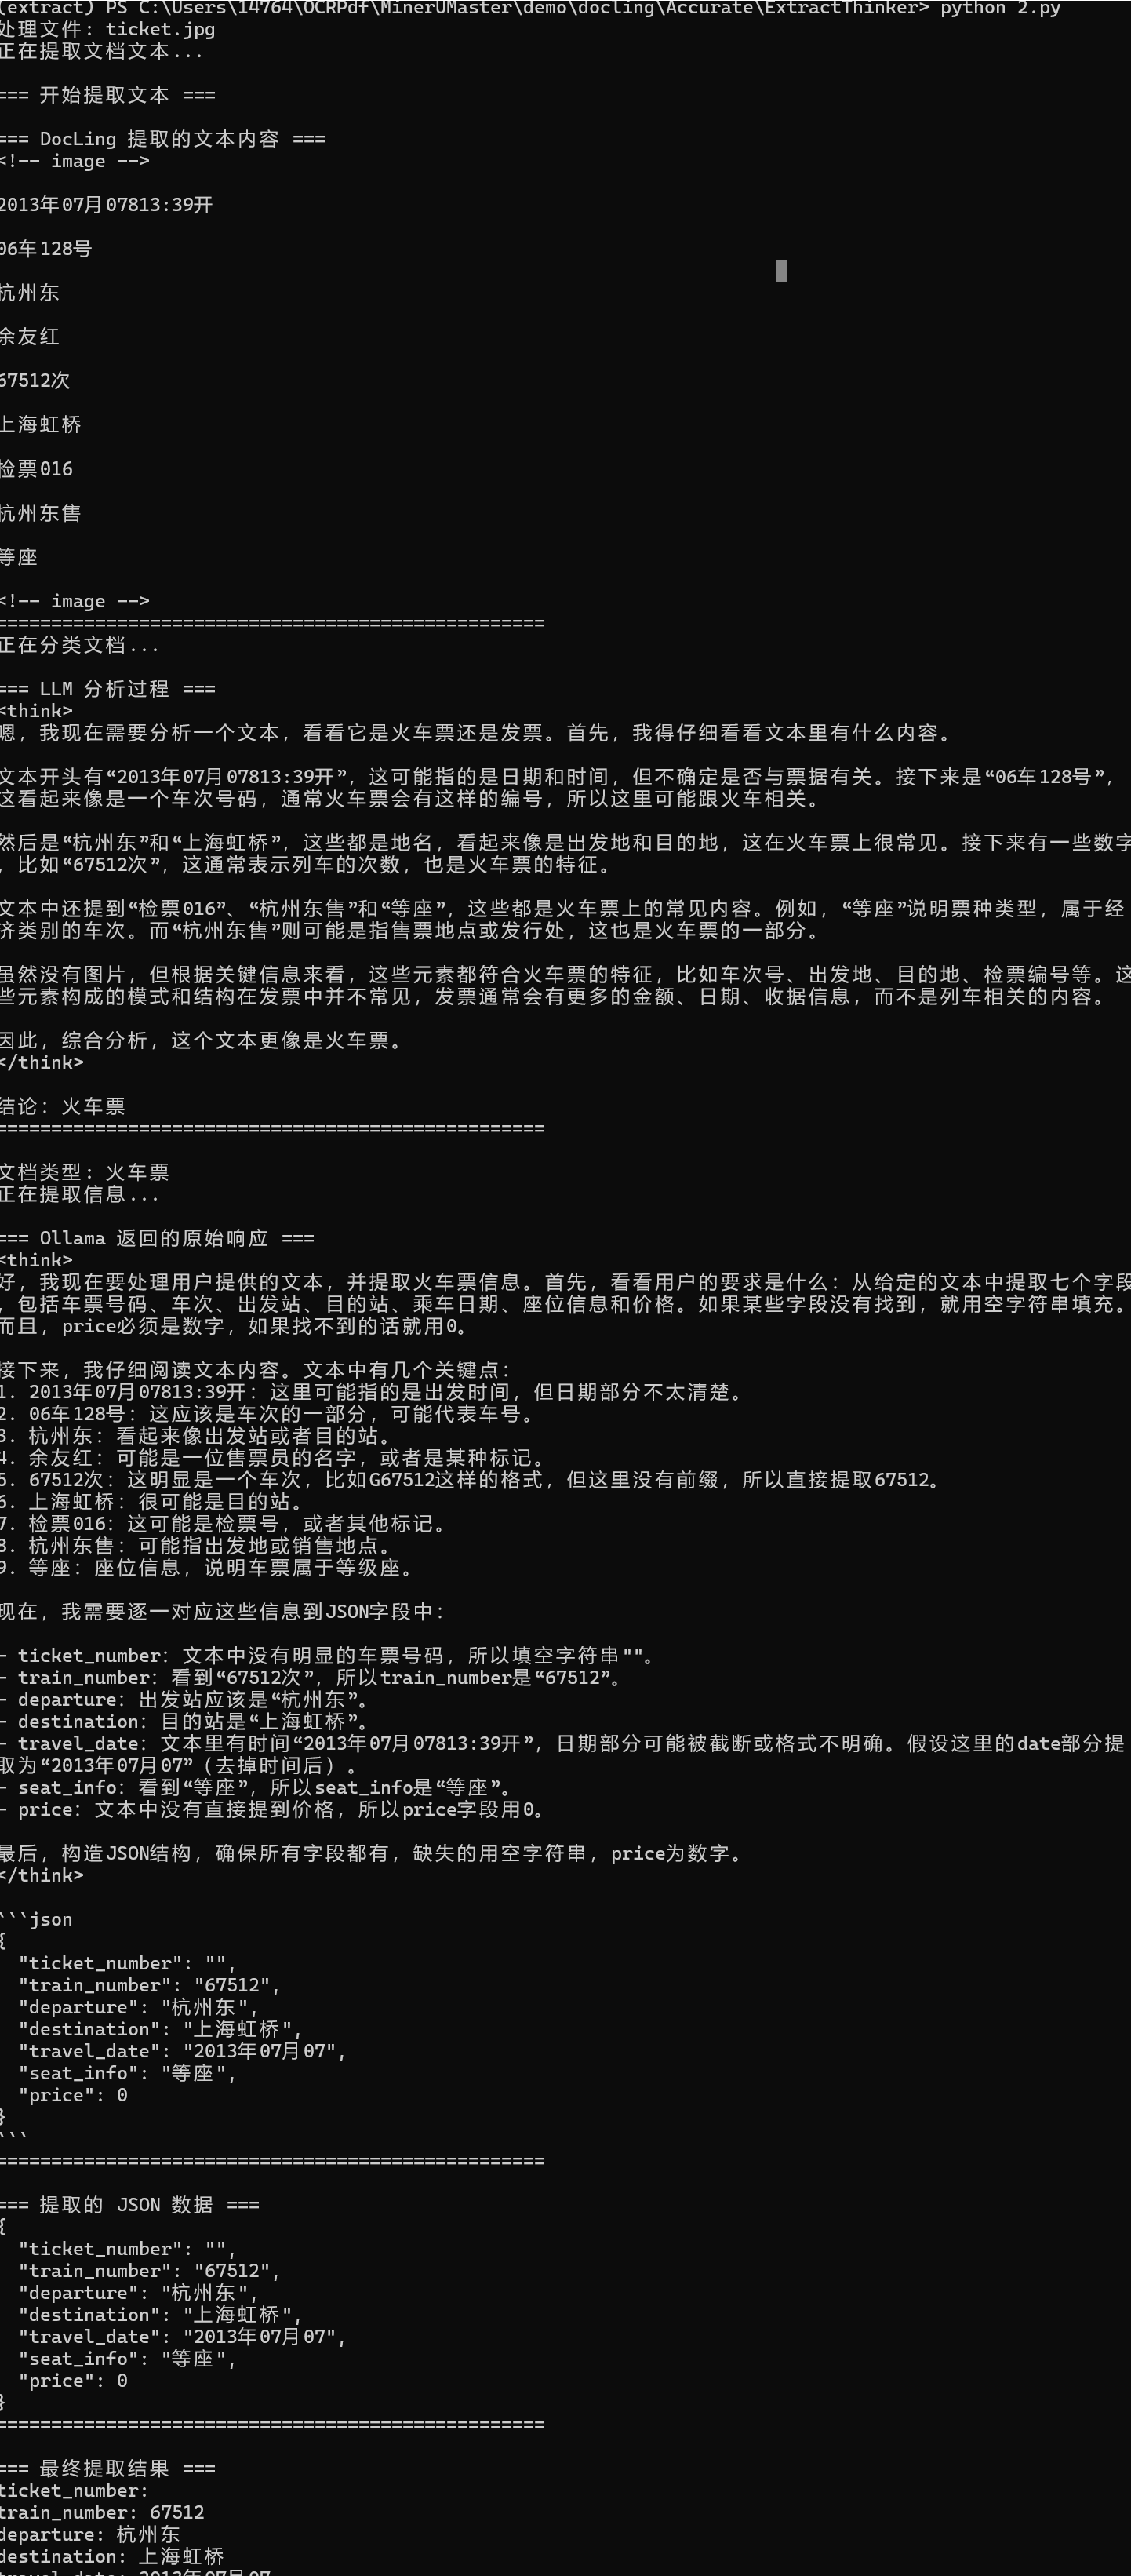 (extract) PS C:\Users\14764\OCRPdf\MinerUMaster\demo\docling\Accurate\ExtractThinker> python 2.py
处理文件: ticket.jpg
正在提取文档文本...
=== 开始提取文本 ===
=== DocLing 提取的文本内容 ===
<!-- image -->
2013年07月07813:39开
06车128号
杭州东
余友红
67512次
上海虹桥
检票016
杭州东售
等座
<!-- image -->
==================================================
正在分类文档...
=== LLM 分析过程 ===
<think>
嗯，我现在需要分析一个文本，看看它是火车票还是发票。首先，我得仔细看看文本里有什么内容。
文本开头有“2013年07月07813:39开”，这可能指的是日期和时间，但不确定是否与票据有关。接下来是“06车128号”，
这看起来像是一个车次号码，通常火车票会有这样的编号，所以这里可能跟火车相关。
然后是“杭州东”和“上海虹桥”，这些都是地名，看起来像是出发地和目的地，这在火车票上很常见。接下来有一些数字
，比如“67512次”，这通常表示列车的次数，也是火车票的特征。
文本中还提到“检票016”、“杭州东售”和“等座”，这些都是火车票上的常见内容。例如，“等座”说明票种类型，属于经
济类别的车次。而“杭州东售”则可能是指售票地点或发行处，这也是火车票的一部分。
虽然没有图片，但根据关键信息来看，这些元素都符合火车票的特征，比如车次号、出发地、目的地、检票编号等。这
些元素构成的模式和结构在发票中并不常见，发票通常会有更多的金额、日期、收据信息，而不是列车相关的内容。
因此，综合分析，这个文本更像是火车票。
</think>
结论: 火车票
==================================================
文档类型: 火车票
正在提取信息...
=== Ollama 返回的原始响应 ===
<think>
好，我现在要处理用户提供的文本，并提取火车票信息。首先，看看用户的要求是什么：从给定的文本中提取七个字段
，包括车票号码、车次、出发站、目的站、乘车日期、座位信息和价格。如果某些字段没有找到，就用空字符串填充。
而且，price必须是数字，如果找不到的话就用0。
接下来，我仔细阅读文本内容。文本中有几个关键点：
1. 2013年07月07813:39开：这里可能指的是出发时间，但日期部分不太清楚。
2. 06车128号：这应该是车次的一部分，可能代表车号。
3. 杭州东：看起来像出发站或者目的站。
4. 余友红：可能是一位售票员的名字，或者是某种标记。
5. 67512次：这明显是一个车次，比如G67512这样的格式，但这里没有前缀，所以直接提取67512。
6. 上海虹桥：很可能是目的站。
7. 检票016：这可能是检票号，或者其他标记。
8. 杭州东售：可能指出发地或销售地点。
9. 等座：座位信息，说明车票属于等级座。
现在，我需要逐一对应这些信息到JSON字段中：
- ticket_number：文本中没有明显的车票号码，所以填空字符串""。
- train_number：看到“67512次”，所以train_number是“67512”。
- departure：出发站应该是“杭州东”。
- destination：目的站是“上海虹桥”。
- travel_date：文本里有时间“2013年07月07813:39开”，日期部分可能被截断或格式不明确。假设这里的date部分提
取为“2013年07月07”（去掉时间后）。
- seat_info：看到“等座”，所以seat_info是“等座”。
- price：文本中没有直接提到价格，所以price字段用0。
最后，构造JSON结构，确保所有字段都有，缺失的用空字符串，price为数字。
</think>
```json
{
"ticket_number": "",
"train_number": "67512",
"departure": "杭州东",
"destination": "上海虹桥",
"travel_date": "2013年07月07",
"seat_info": "等座",
"price": 0
}
```
==================================================
=== 提取的 JSON 数据 ===
{
"ticket_number": "",
"train_number": "67512",
"departure": "杭州东",
"destination": "上海虹桥",
"travel_date": "2013年07月07",
"seat_info": "等座",
"price": 0
}
==================================================
=== 最终提取结果 ===
ticket_number:
train_number: 67512
departure: 杭州东
destination: 上海虹桥
travel_date: 2013年07月07